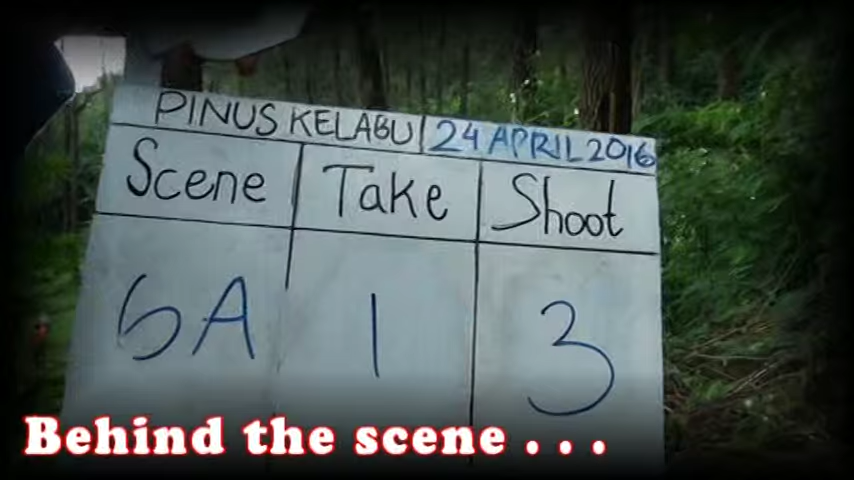 PINUS KELABU 24 APRIL 2016
Scene Take Shoot
6A 1 3
Behind the scene . . .